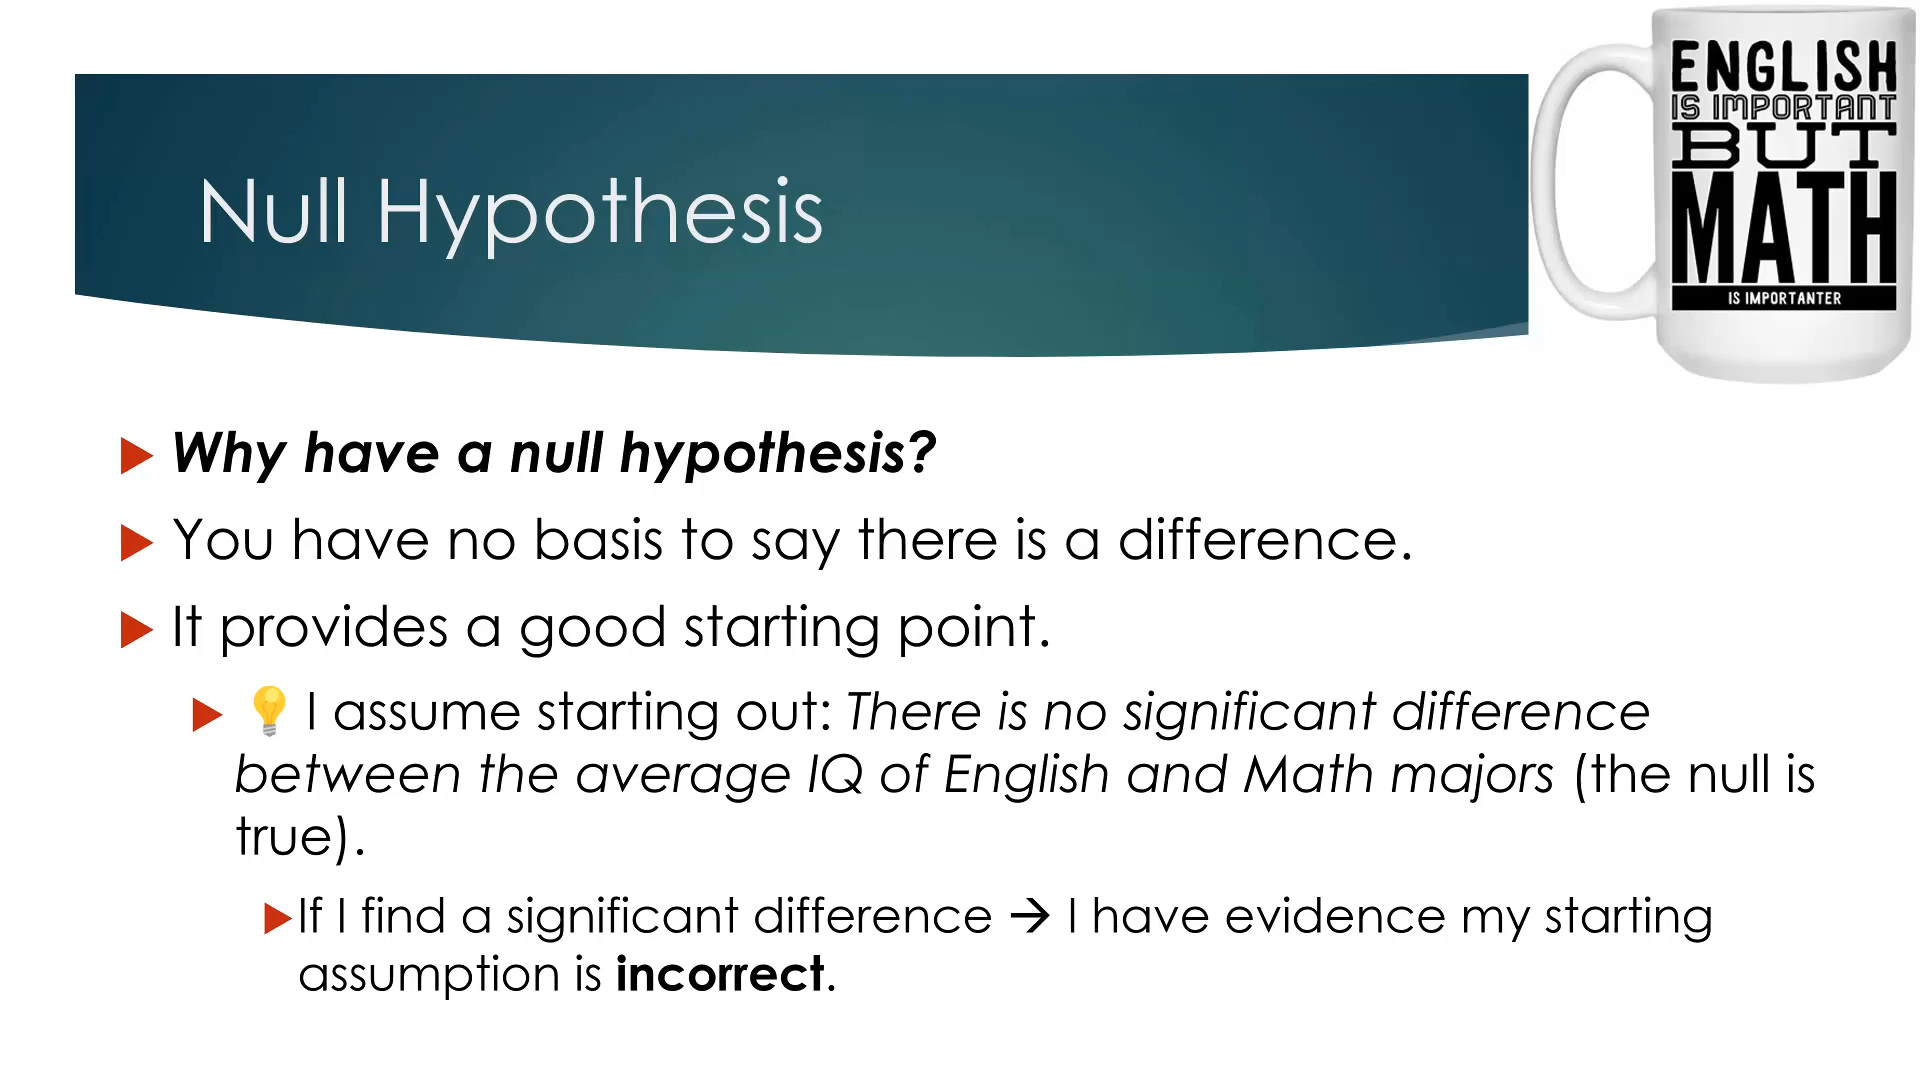 Null Hypothesis
ENGLISH
IS IMPORTANT
BUT
MATH
IS IMPORTANTER
Why have a null hypothesis?
You have no basis to say there is a difference.
It provides a good starting point.
I assume starting out: There is no significant difference
between the average IQ of English and Math majors (the null is
true).
If I find a significant difference → I have evidence my starting
assumption is incorrect.